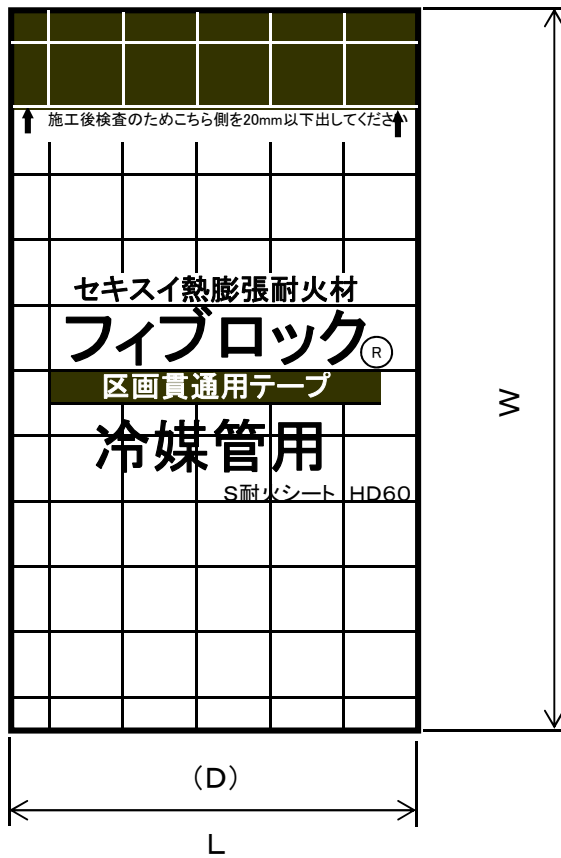 施工後検査のためこちら側を20mm以下出してください
セキスイ熱膨張耐火材
フィブロック®
区画貫通用テープ
冷媒管用
S耐火シート HD60
W
(D)
L